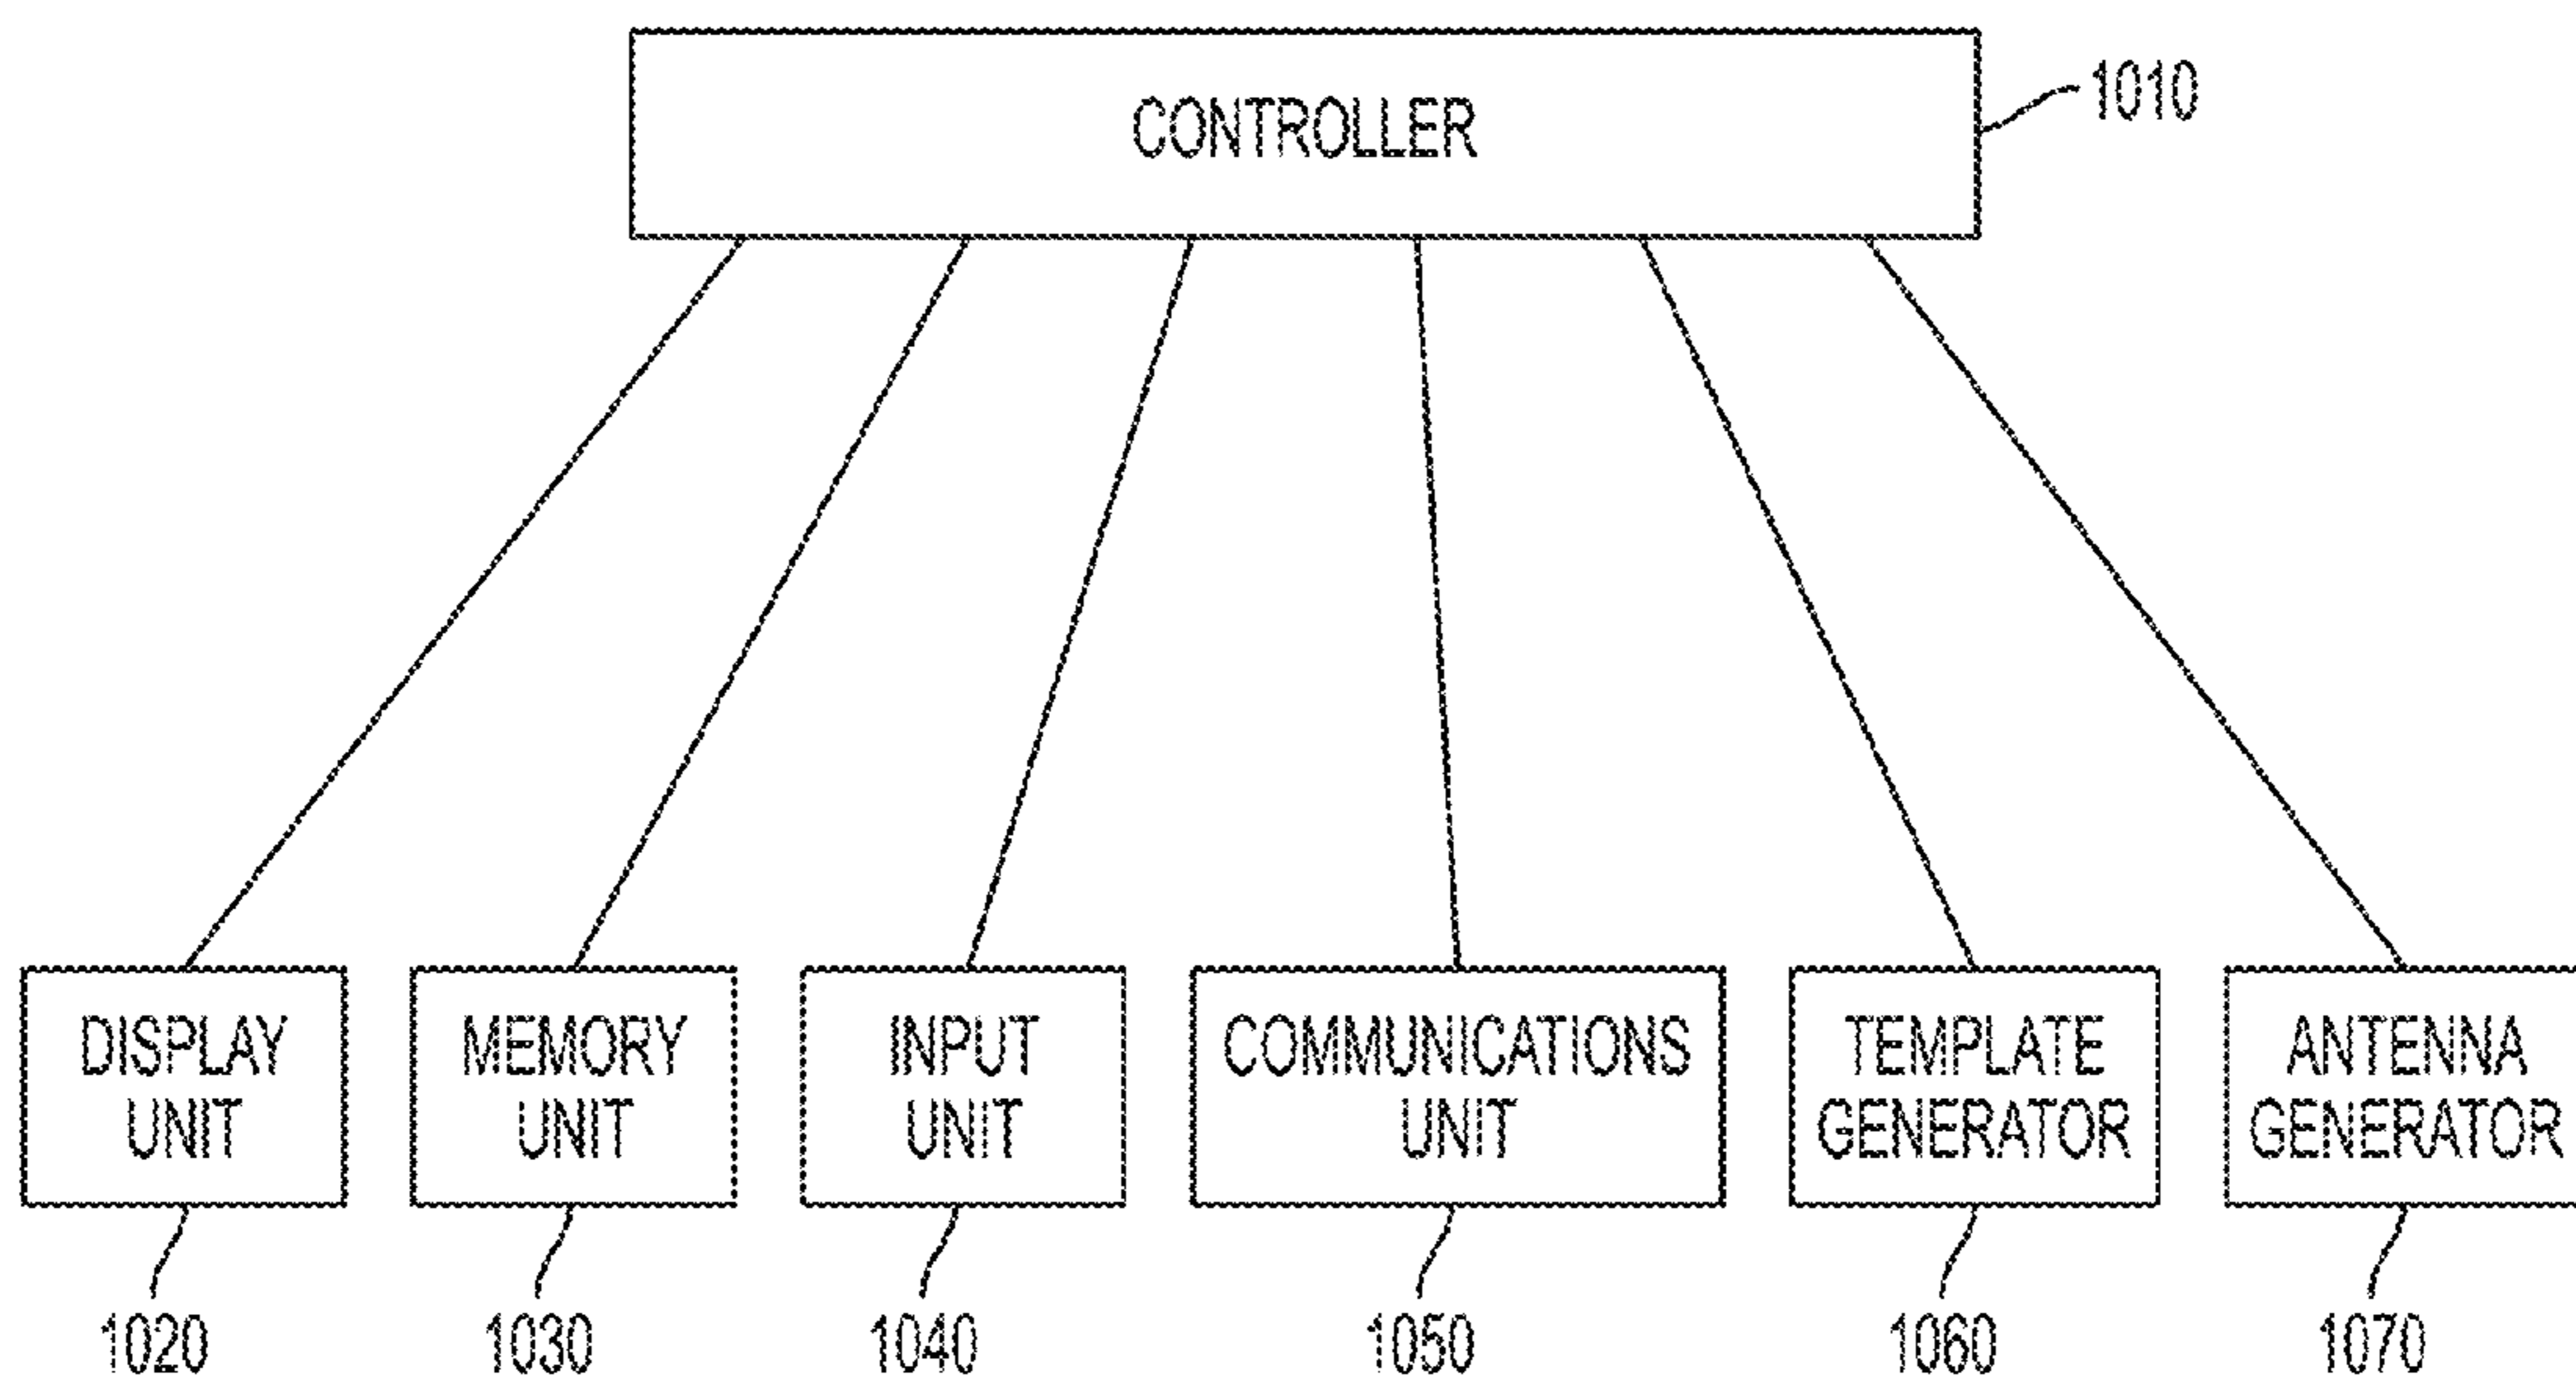 CONTROLLER
1010
DISPLAY
UNIT
MEMORY
UNIT
INPUT
UNIT
COMMUNICATIONS
UNIT
TEMPLATE
GENERATOR
ANTENNA
GENERATOR
1020
1030
1040
1050
1060
1070